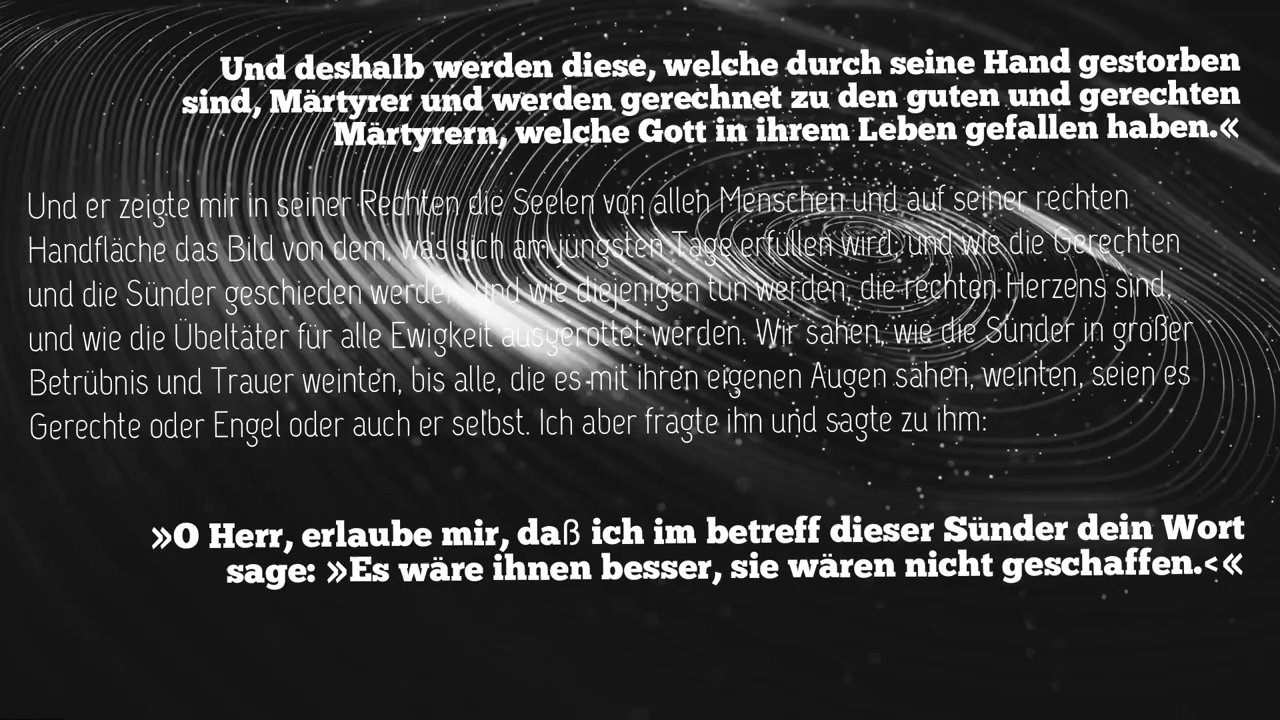 Und deshalb werden diese, welche durch seine Hand gestorben
sind, Märtyrer und werden gerechnet zu den guten und gerechten
Märtyrern, welche Gott in ihrem Leben gefallen haben.«
Und er zeigte mir in seiner Rechten die Seelen von allen Menschen und auf seiner rechten
Handfläche das Bild von dem, was sich am jüngsten Tage erfüllen wird; und wie die Gerechten
und die Sünder geschieden werden, und wie diejenigen tun werden, die rechten Herzens sind,
und wie die Übeltäter für alle Ewigkeit ausgerottet werden. Wir sahen, wie die Sünder in großer
Betrübnis und Trauer weinten, bis alle, die es mit ihren eigenen Augen sahen, weinten, seien es
Gerechte oder Engel oder auch er selbst. Ich aber fragte ihn und sagte zu ihm:
»O Herr, erlaube mir, daß ich im betreff dieser Sünder dein Wort
sage: »Es wäre ihnen besser, sie wären nicht geschaffen.<«